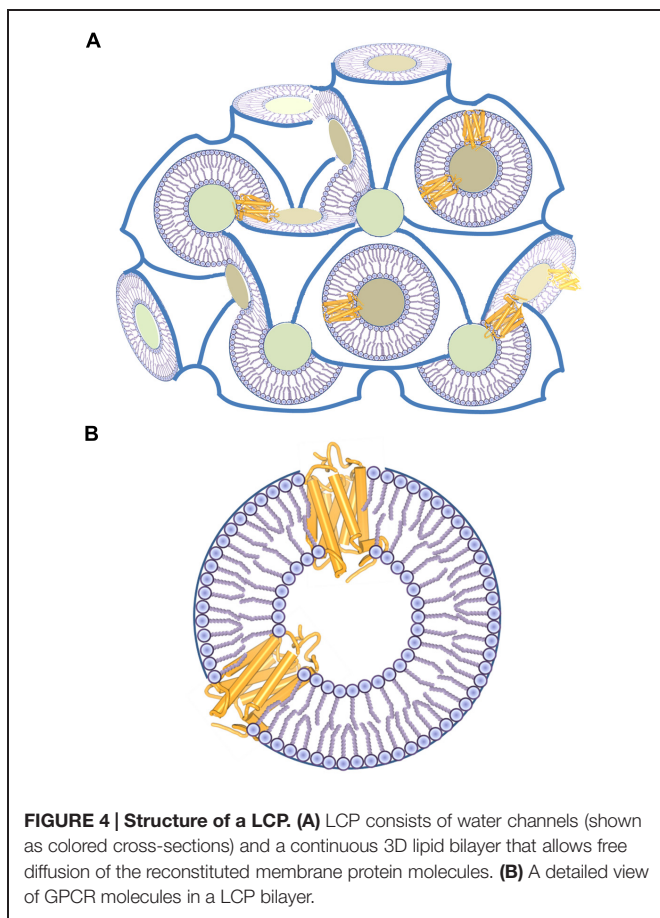 A
B
FIGURE 4 | Structure of a LCP. (A) LCP consists of water channels (shown
as colored cross-sections) and a continuous 3D lipid bilayer that allows free
diffusion of the reconstituted membrane protein molecules. (B) A detailed view
of GPCR molecules in a LCP bilayer.